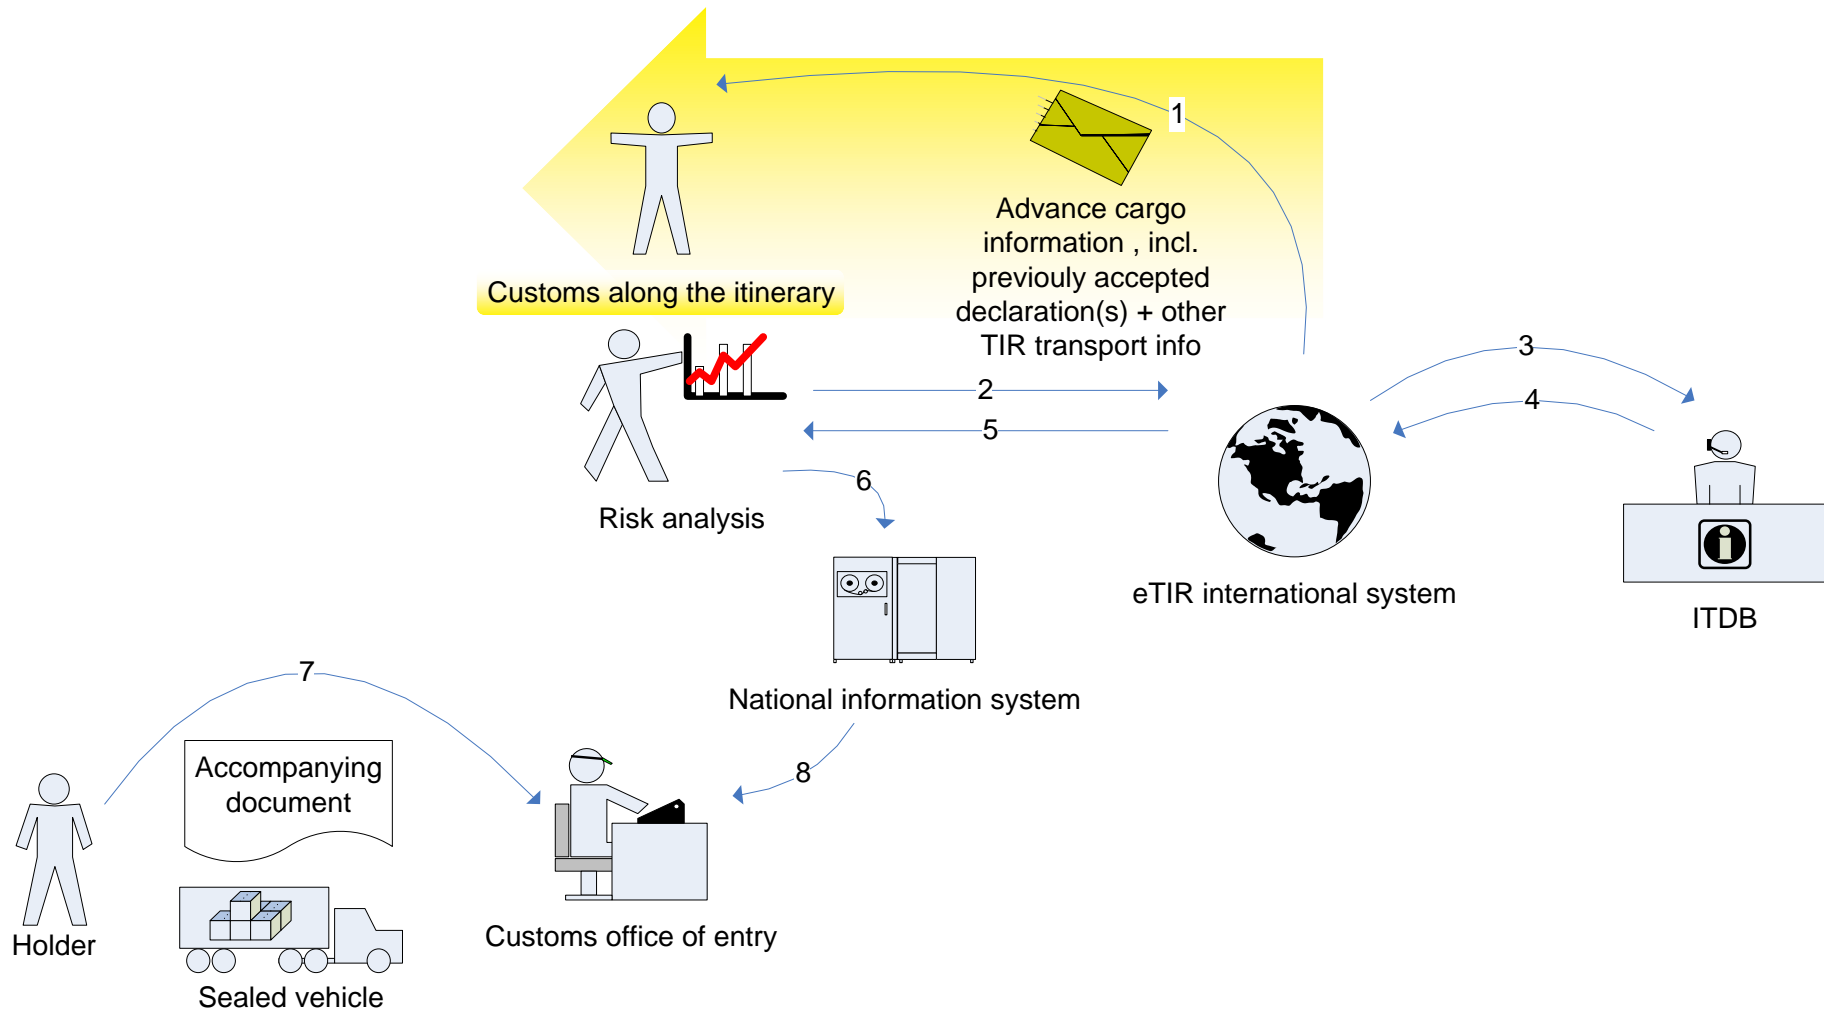 1
Advance cargo
information , incl.
previouly accepted
declaration(s) + other
TIR transport info
Customs along the itinerary
2
3
4
5
6
Risk analysis
eTIR international system
ITDB
National information system
7
8
Accompanying
document
Holder
Customs office of entry
Sealed vehicle